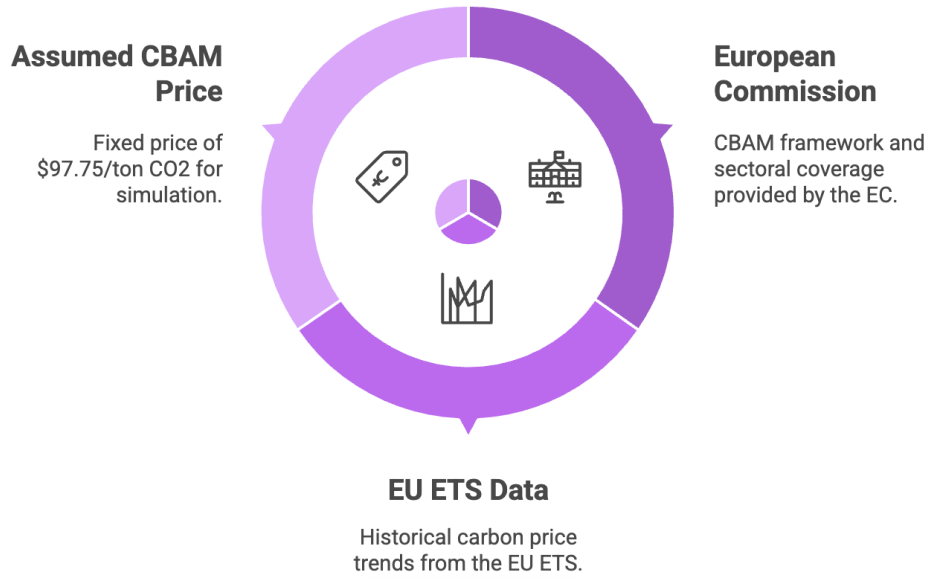 Assumed CBAM
Price
Fixed price of
$97.75/ton CO2 for
simulation.
European
Commission
CBAM framework and
sectoral coverage
provided by the EC.
EU ETS Data
Historical carbon price
trends from the EU ETS.